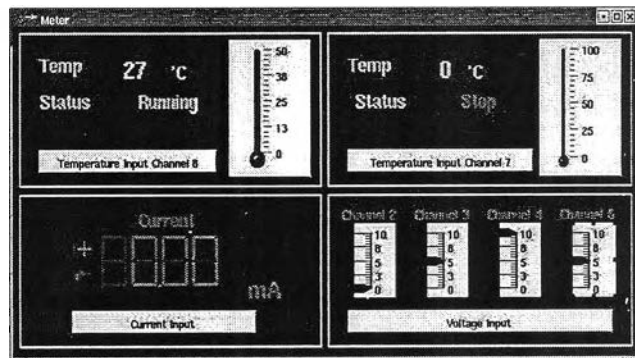 Meter
Temp 27 °C
Status Running
50
38
25
13
0
Temperature Input Channel 6
Temp 0 °C
Status Stop
100
75
50
25
0
Temperature Input Channel 7
Current
+
-
0.00
mA
Current Input
Channel 2 Channel 3 Channel 4 Channel 5
10 10 10 10
8 8 8 8
5 5 5 5
3 3 3 3
0 0 0 0
Voltage Input